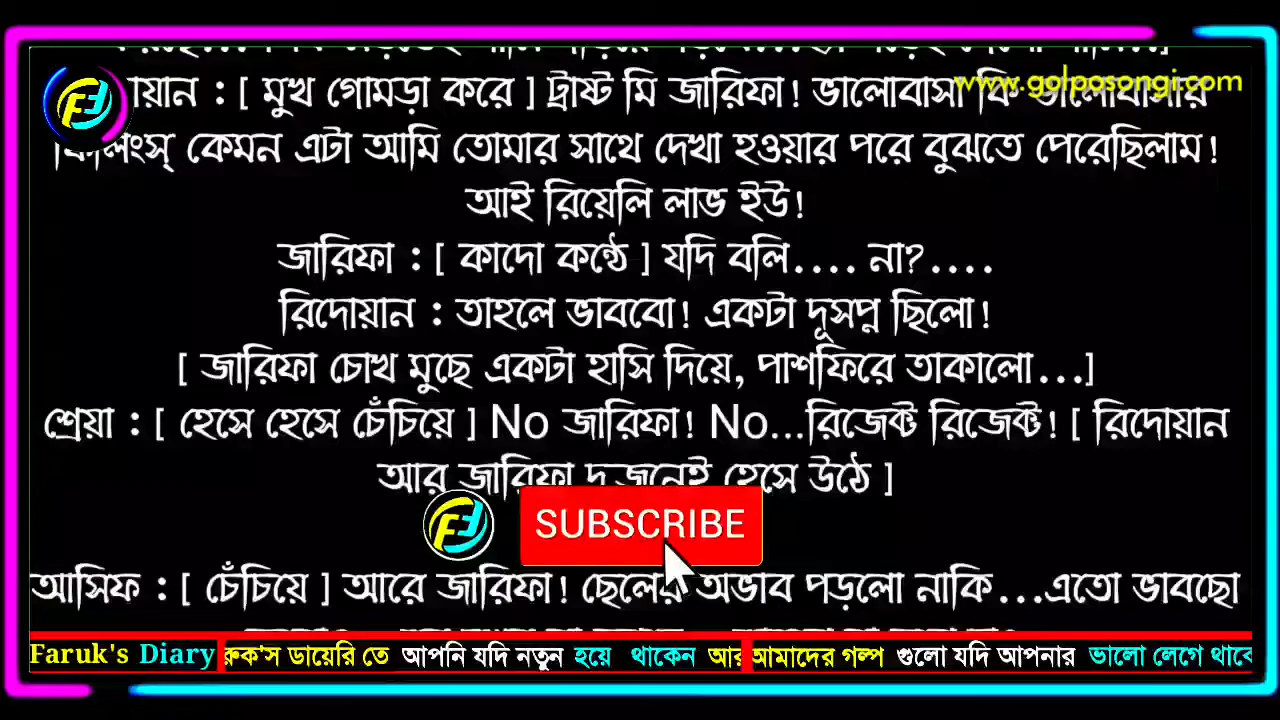 www.golpasongi.com
য়ান : [ মুখ গোমড়া করে ] ট্রাষ্ট মি জারিফা! ভালোবাসা কি ভালোবাসার
ফিলিংস্ কেমন এটা আমি তোমার সাথে দেখা হওয়ার পরে বুঝতে পেরেছিলাম!
আই রিয়েলি লাভ ইউ!
জারিফা : [ কাদো কন্ঠে ] যদি বলি.... না?....
রিদোয়ান : তাহলে ভাববো! একটা দূসপ্ন ছিলো!
[ জারিফা চোখ মুছে একটা হাসি দিয়ে, পাশফিরে তাকালো...]
শ্রেয়া : [ হেসে হেসে চেঁচিয়ে ] No জারিফা! No...রিজেক্ট রিজেক্ট! [ রিদোয়ান
আর জারিফা দুজনেই হেসে উঠে ]
SUBSCRIBE
আসিফ : [ চেঁচিয়ে ] আরে জারিফা! ছেলের অভাব পড়লো নাকি...এতো ভাবছো
Faruk's Diary রুক'স ডায়েরি তে আপনি যদি নতুন হয়ে থাকেন আর আমাদের গল্প গুলো যদি আপনার ভালো লেগে থাকে